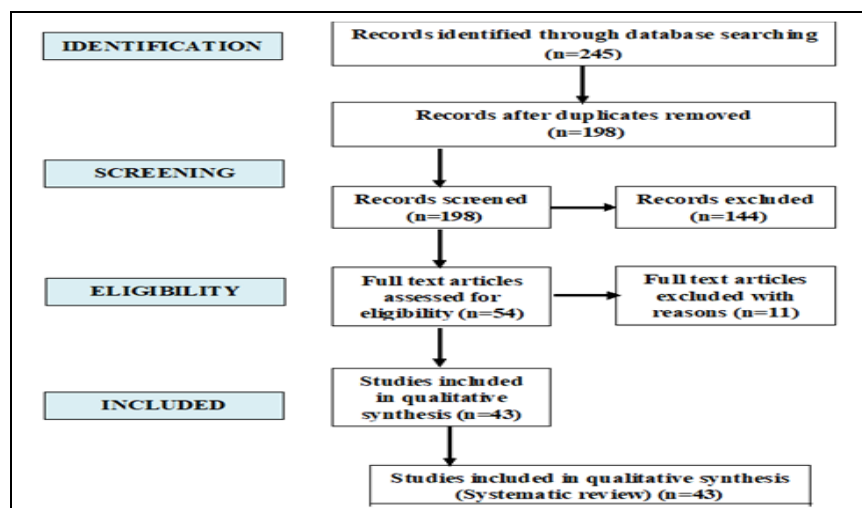 IDENTIFICATION
Records identified through database searching
(n=245)
Records after duplicates removed
(n=198)
SCREENING
Records screened
(n=198)
Records excluded
(n=144)
ELIGIBILITY
Full text articles
assessed for
eligibility (n=54)
Full text articles
excluded with
reasons (n=11)
INCLUDED
Studies included
in qualitative
synthesis (n=43)
Studies included in qualitative synthesis
(Systematic review) (n=43)